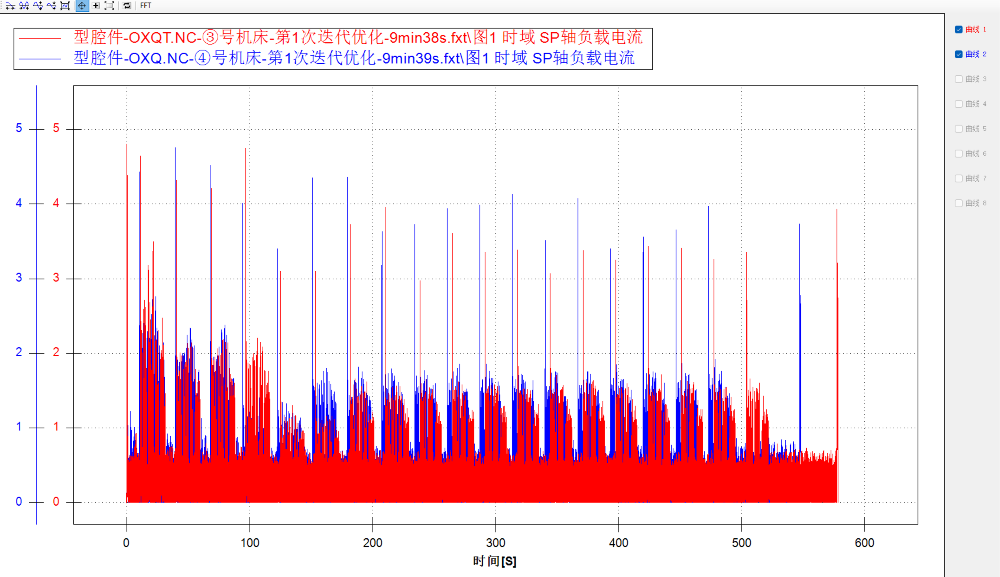 FFT
型腔件-OXQT.NC-③号机床-第1次迭代优化-9min38s.fxt\图1 时域 SP轴负载电流
型腔件-OXQ.NC-④号机床-第1次迭代优化-9min39s.fxt\图1 时域 SP轴负载电流
曲线 1
曲线 2
曲线 3
曲线 4
曲线 5
曲线 6
曲线 7
曲线 8
5 5
4 4
3 3
2 2
1 1
0 0
0 100 200 300 400 500 600
时间[S]